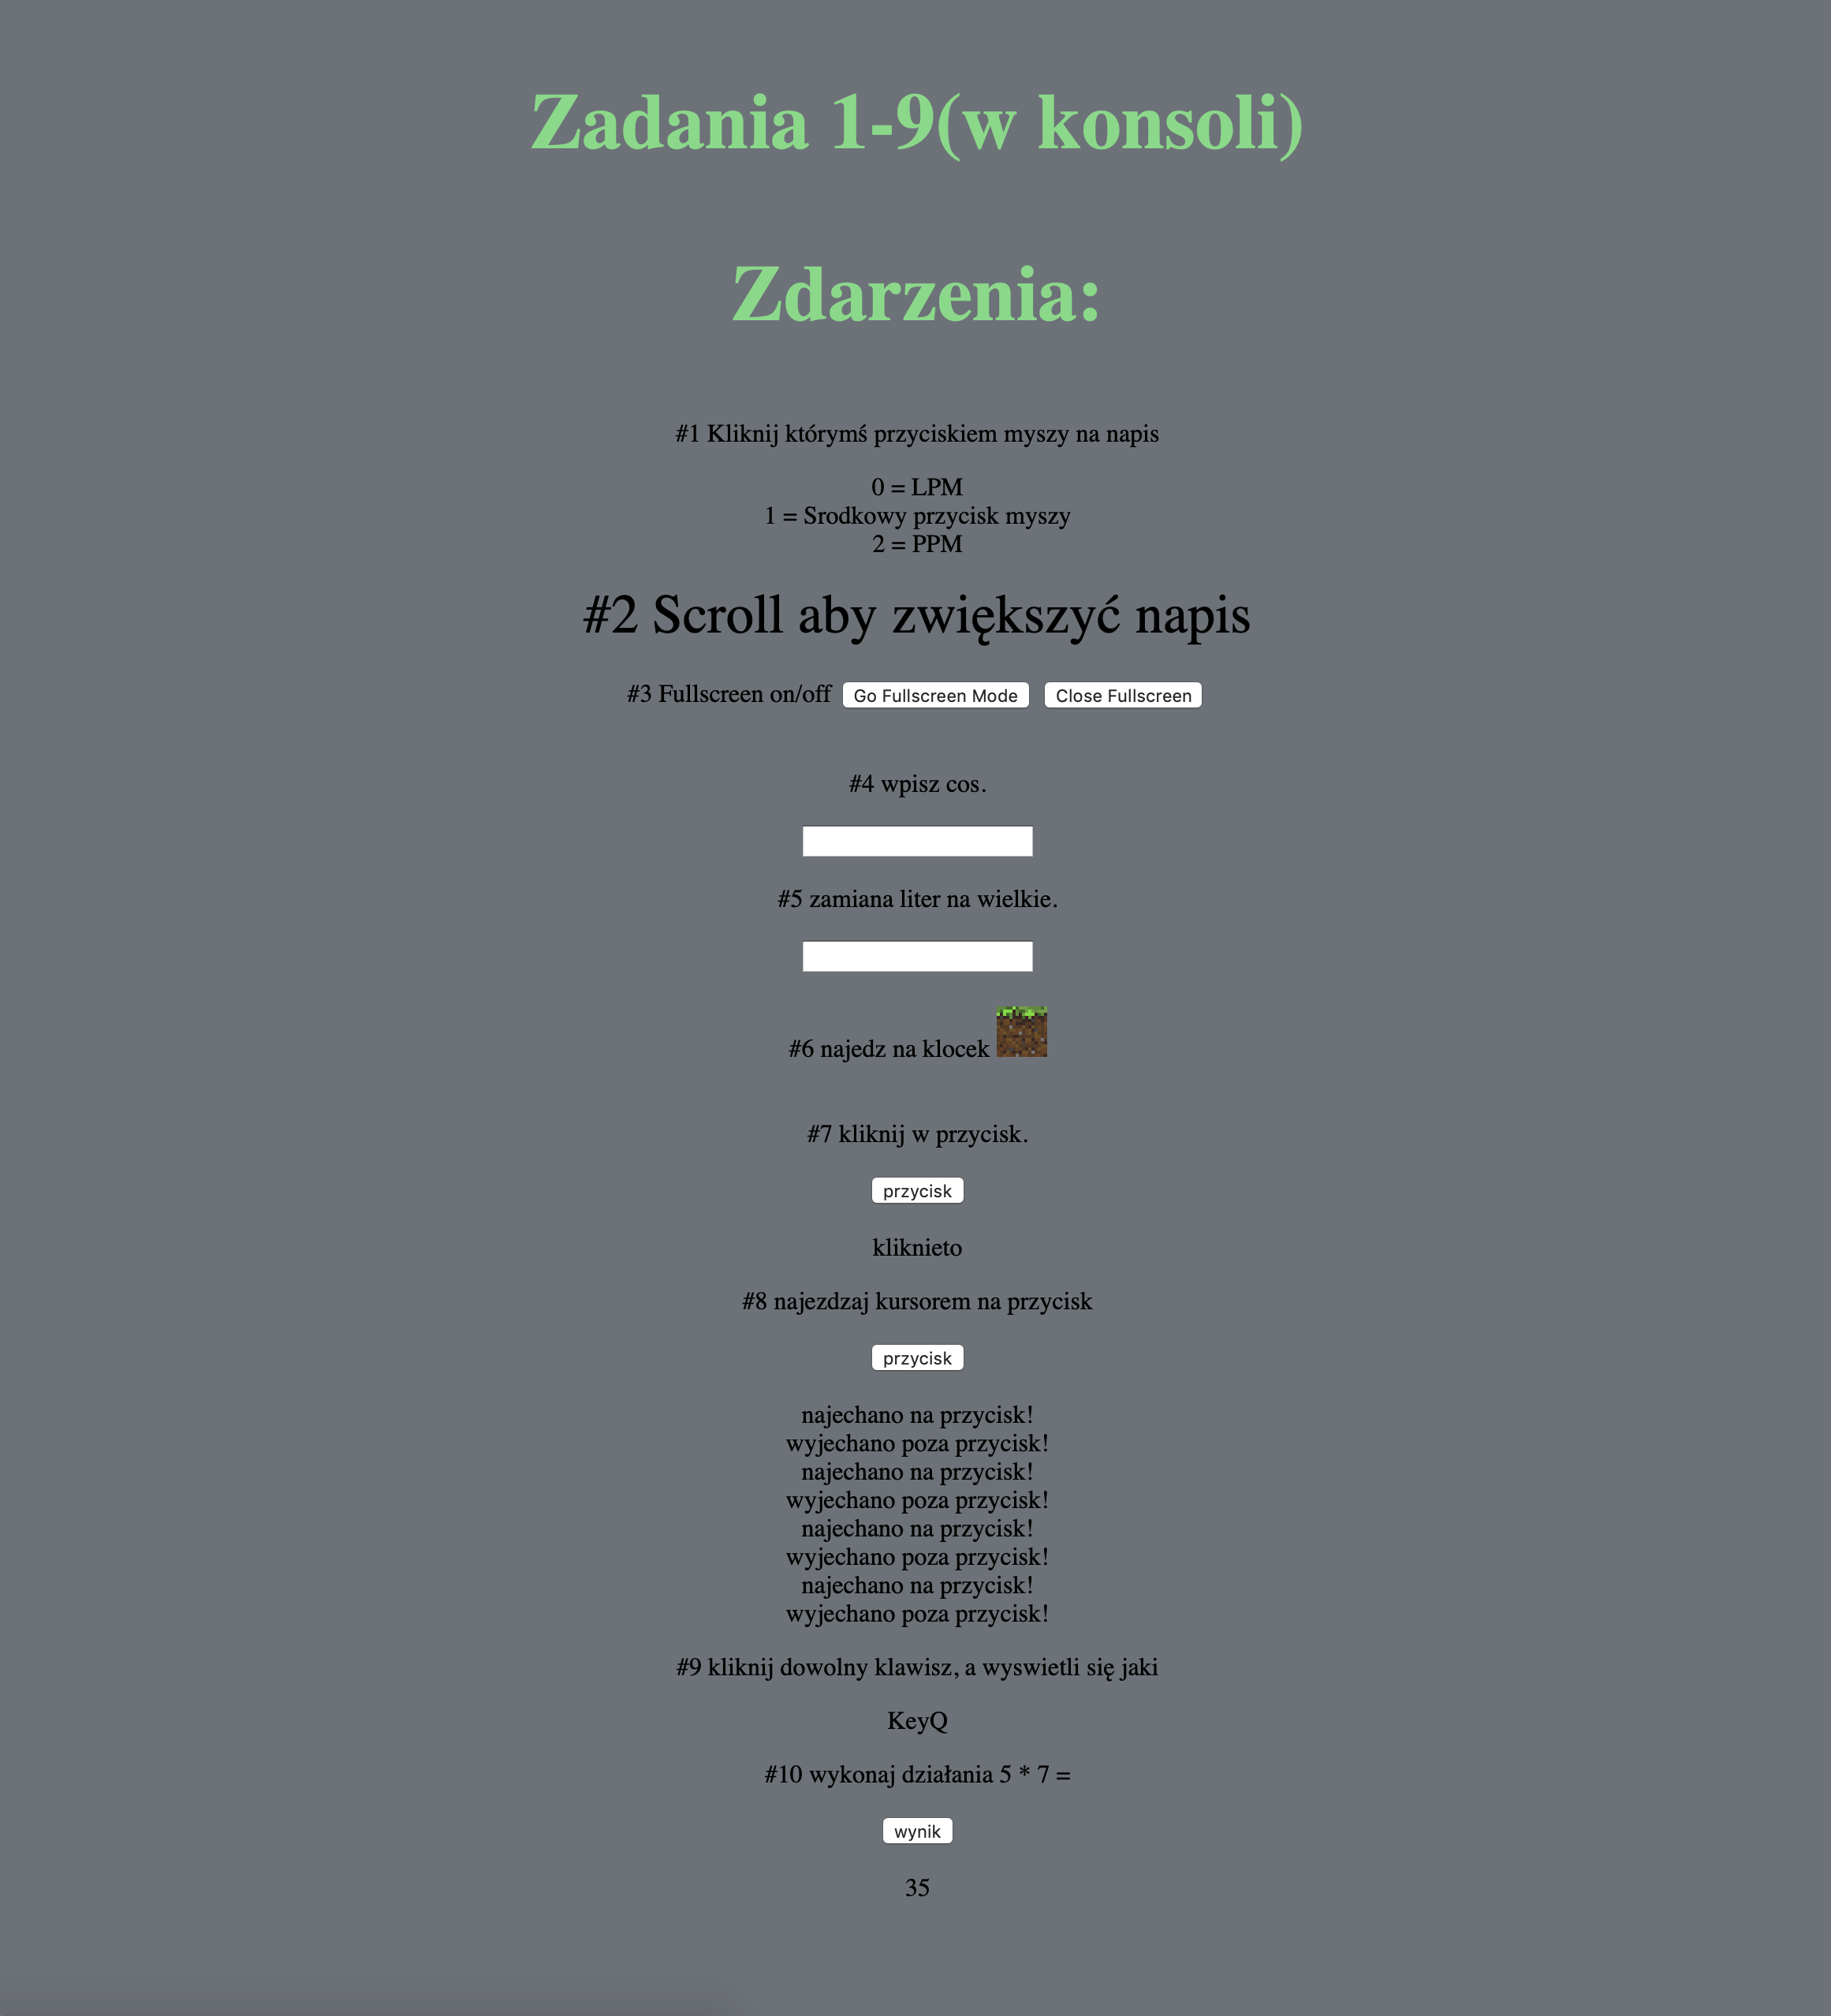 Zadania 1-9(w konsoli)
Zdarzenia:
#1 Kliknij którymś przyciskiem myszy na napis
0 = LPM
1 = Srodkowy przycisk myszy
2 = PPM
#2 Scroll aby zwiększyć napis
#3 Fullscreen on/off Go Fullscreen Mode Close Fullscreen
#4 wpisz cos.
#5 zamiana liter na wielkie.
#6 najedz na klocek
#7 kliknij w przycisk.
przycisk
kliknieto
#8 najezdzaj kursorem na przycisk
przycisk
najechano na przycisk!
wyjechano poza przycisk!
najechano na przycisk!
wyjechano poza przycisk!
najechano na przycisk!
wyjechano poza przycisk!
najechano na przycisk!
wyjechano poza przycisk!
#9 kliknij dowolny klawisz, a wyswietli się jaki
KeyQ
#10 wykonaj działania 5 * 7 =
wynik
35